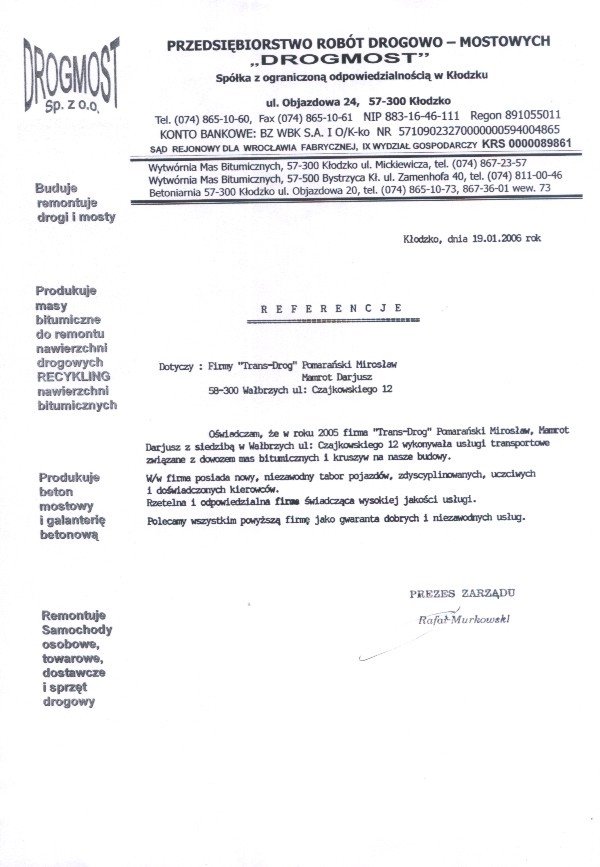 DROGMOST
Sp. z o.o.
PRZEDSIĘBIORSTWO ROBÓT DROGOWO – MOSTOWYCH
„DROGMOST”
Spółka z ograniczoną odpowiedzialnością w Kłodzku
ul. Objazdowa 24, 57-300 Kłodzko
Tel. (074) 865-10-60, Fax (074) 865-10-61 NIP 883-16-46-111 Regon 891055011
KONTO BANKOWE: BZ WBK S.A. I O/K-ko NR 57109023270000000594004865
SĄD REJONOWY DLA WROCŁAWIA FABRYCZNEJ, IX WYDZIAŁ GOSPODARCZY KRS 0000089861
Wytwórnia Mas Bitumicznych, 57-300 Kłodzko ul. Mickiewicza, tel. (074) 867-23-57
Wytwórnia Mas Bitumicznych, 57-500 Bystrzyca Kł. ul. Zamenhofa 40, tel. (074) 811-00-46
Betoniarnia 57-300 Kłodzko ul. Objazdowa 20, tel. (074) 865-10-73, 867-36-01 wew. 73
Buduje
remontuje
drogi i mosty
Kłodzko, dnia 19.01.2006 rok
Produkuje
masy
bitumiczne
do remontu
nawierzchni
drogowych
RECYKLING
nawierzchni
bitumicznych
R E F E R E N C J E
Dotyczy : Firmy "Trans-Drog" Pomarański Mirosław
Mamrot Darjusz
58-300 Wałbrzych ul: Czajkowskiego 12
Oświadczam, że w roku 2005 firma "Trans-Drog" Pomarański Mirosław, Mamrot
Darjusz z siedzibą w Wałbrzych ul: Czajkowskiego 12 wykonywała usługi transportowe
związane z dowozem mas bitumicznych i kruszyw na nasze budowy.
W/w firma posiada nowy, niezawodny tabor pojazdów, zdyscyplinowanych, uczciwych
i doświadczonych kierowców.
Rzetelna i odpowiedzialna firma świadcząca wysokiej jakości usługi.
Polecamy wszystkim powyższą firmę jako gwaranta dobrych i niezawodnych usług.
Produkuje
beton
mostowy
i galanterię
betonową
PREZES ZARZĄDU
Rafał Murkowski
Remontuje
Samochody
osobowe,
towarowe,
dostawcze
i sprzęt
drogowy